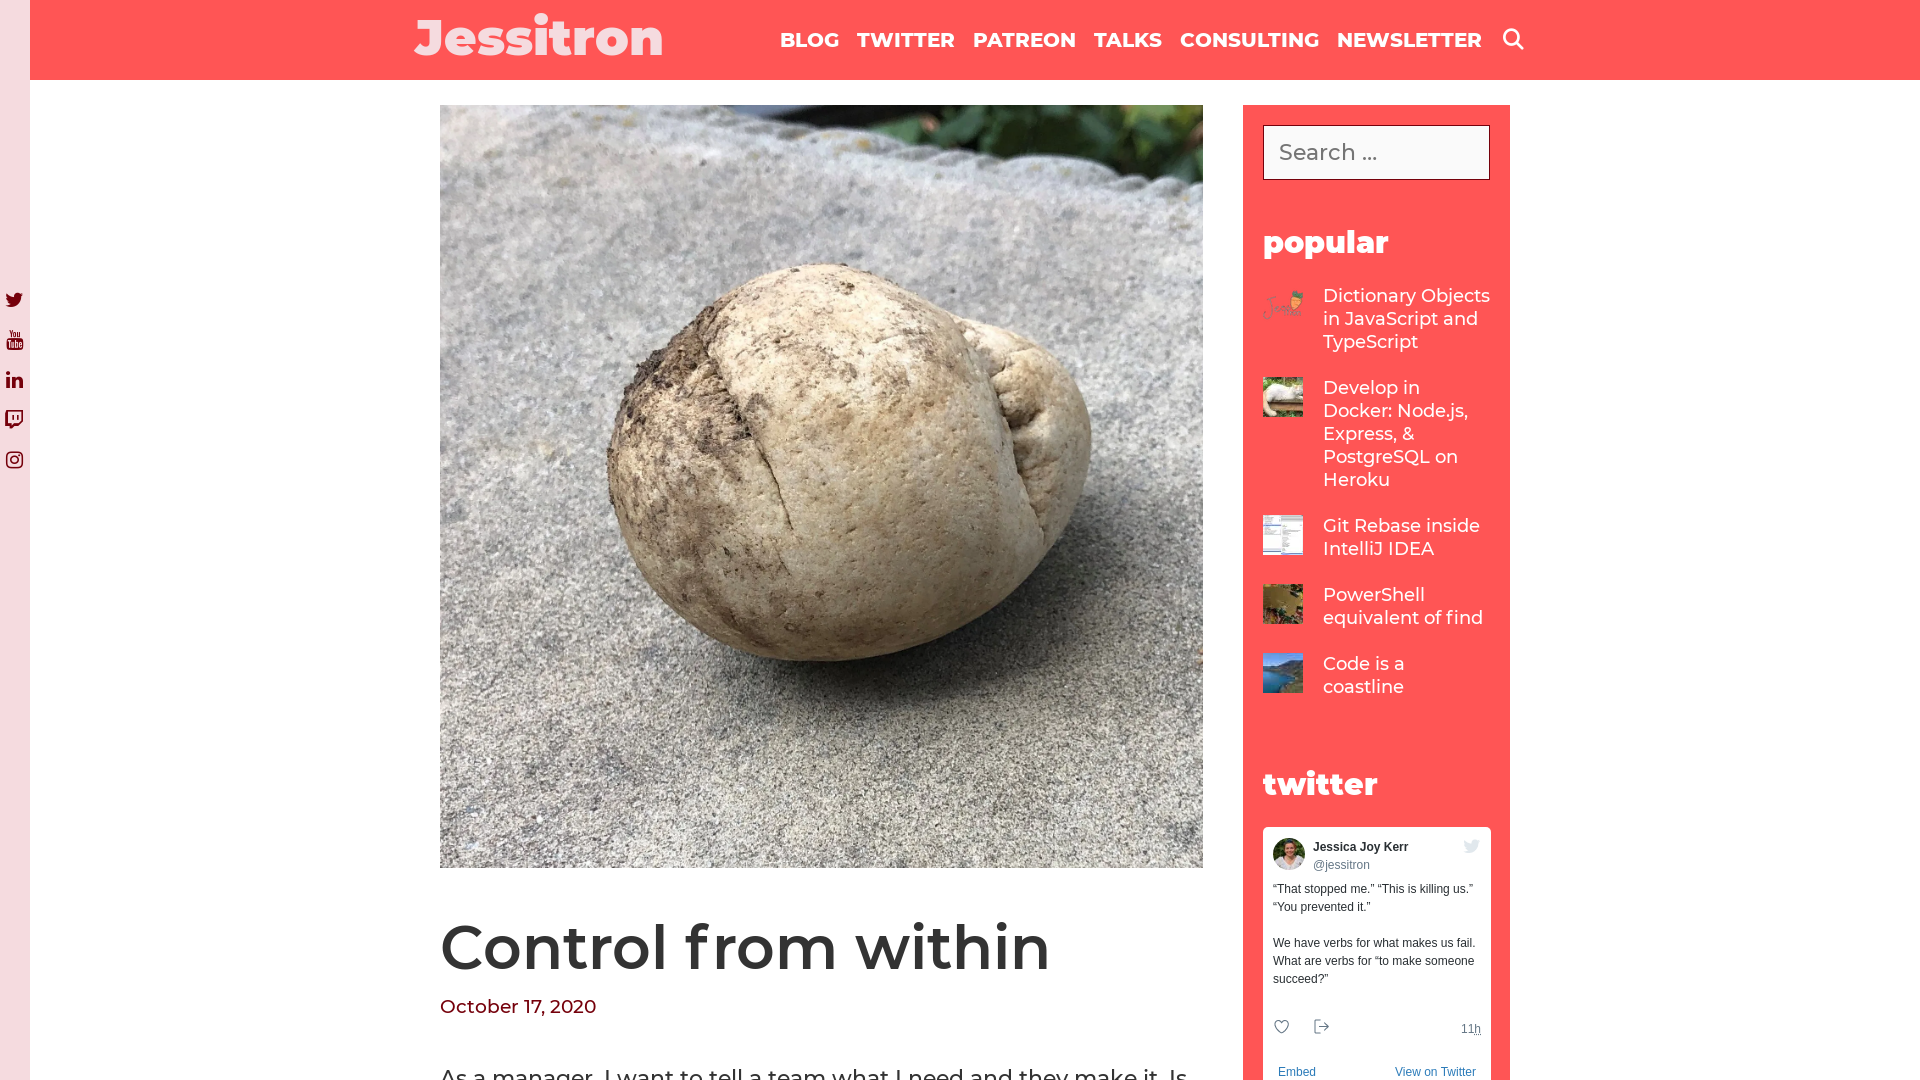 Jessitron
BLOG TWITTER PATREON TALKS CONSULTING NEWSLETTER
Search ...
popular
Dictionary Objects
in JavaScript and
TypeScript
Develop in
Docker: Node.js,
Express, &
PostgreSQL on
Heroku
Git Rebase inside
IntelliJ IDEA
PowerShell
equivalent of find
Code is a
coastline
twitter
Jessica Joy Kerr
@jessitron
“That stopped me.” “This is killing us.”
“You prevented it.”
We have verbs for what makes us fail.
What are verbs for “to make someone
succeed?”
11h
Embed View on Twitter
Control from within
October 17, 2020
As a manager, I want to tell a team what I need and they make it. Is